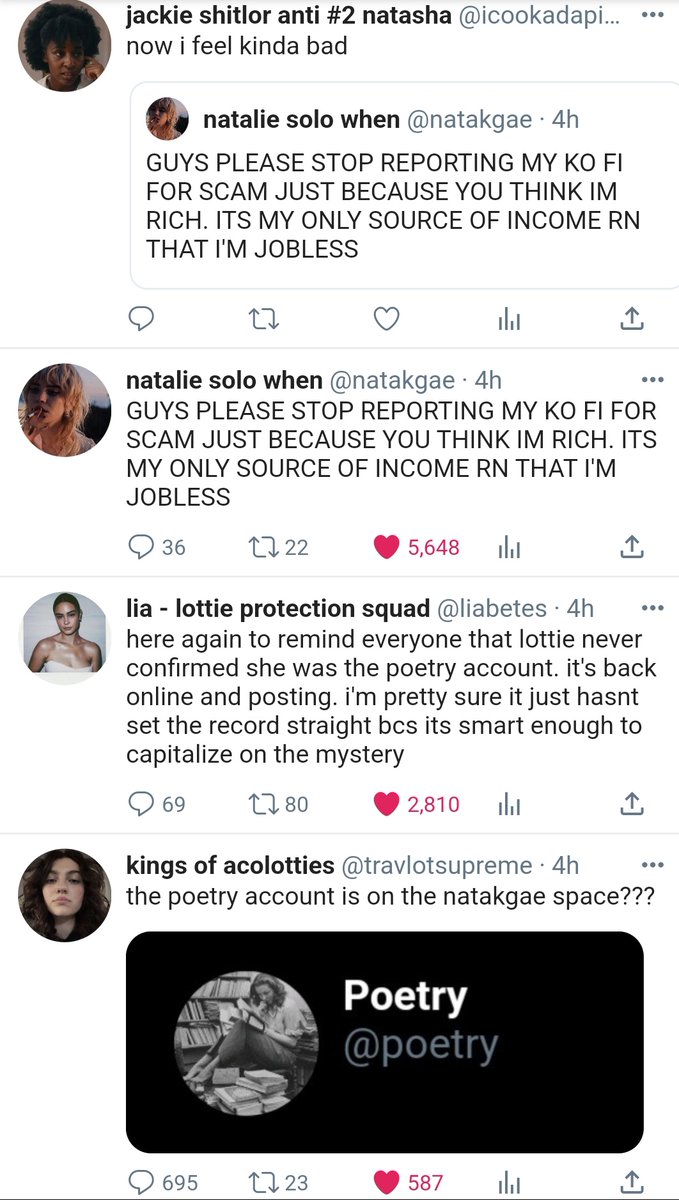 jackie shitlor anti #2 natasha @icookadapi...
now i feel kinda bad
natalie solo when @natakgae · 4h
GUYS PLEASE STOP REPORTING MY KO FI
FOR SCAM JUST BECAUSE YOU THINK IM
RICH. ITS MY ONLY SOURCE OF INCOME RN
THAT I'M JOBLESS
natalie solo when @natakgae · 4h
GUYS PLEASE STOP REPORTING MY KO FI FOR
SCAM JUST BECAUSE YOU THINK IM RICH. ITS
MY ONLY SOURCE OF INCOME RN THAT I'M
JOBLESS
36 22 5,648
lia - lottie protection squad @liabetes · 4h
here again to remind everyone that lottie never
confirmed she was the poetry account. it's back
online and posting. i'm pretty sure it just hasnt
set the record straight bcs its smart enough to
capitalize on the mystery
69 80 2,810
kings of acolotties @travlotsupreme · 4h
the poetry account is on the natakgae space???
Poetry
@poetry
695 23 587